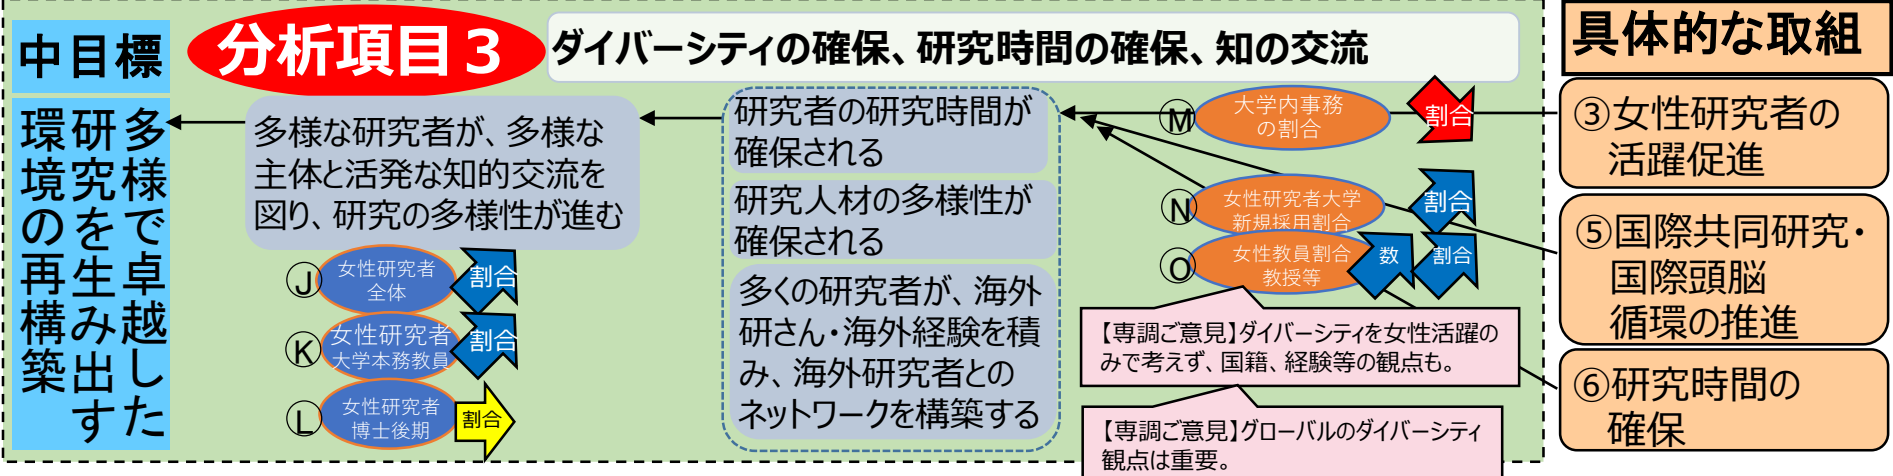 中目標
多様で卓越した
研究を生み出す
環境の再構築
分析項目3
ダイバーシティの確保、研究時間の確保、知の交流
多様な研究者が、多様な
主体と活発な知的交流を
図り、研究の多様性が進む
Ⓙ
女性研究者
全体
割合
Ⓚ
女性研究者
大学本務教員
割合
Ⓛ
女性研究者
博士後期
割合
研究者の研究時間が
確保される
研究人材の多様性が
確保される
多くの研究者が、海外
研さん・海外経験を積
み、海外研究者との
ネットワークを構築する
Ⓜ
大学内事務
の割合
割合
Ⓝ
女性研究者大学
新規採用割合
割合
Ⓞ
女性教員割合
教授等
数
割合
【専調ご意見】ダイバーシティを女性活躍の
みで考えず、国籍、経験等の観点も。
【専調ご意見】グローバルのダイバーシティ
観点は重要。
具体的な取組
③女性研究者の
活躍促進
⑤国際共同研究・
国際頭脳
循環の推進
⑥研究時間の
確保